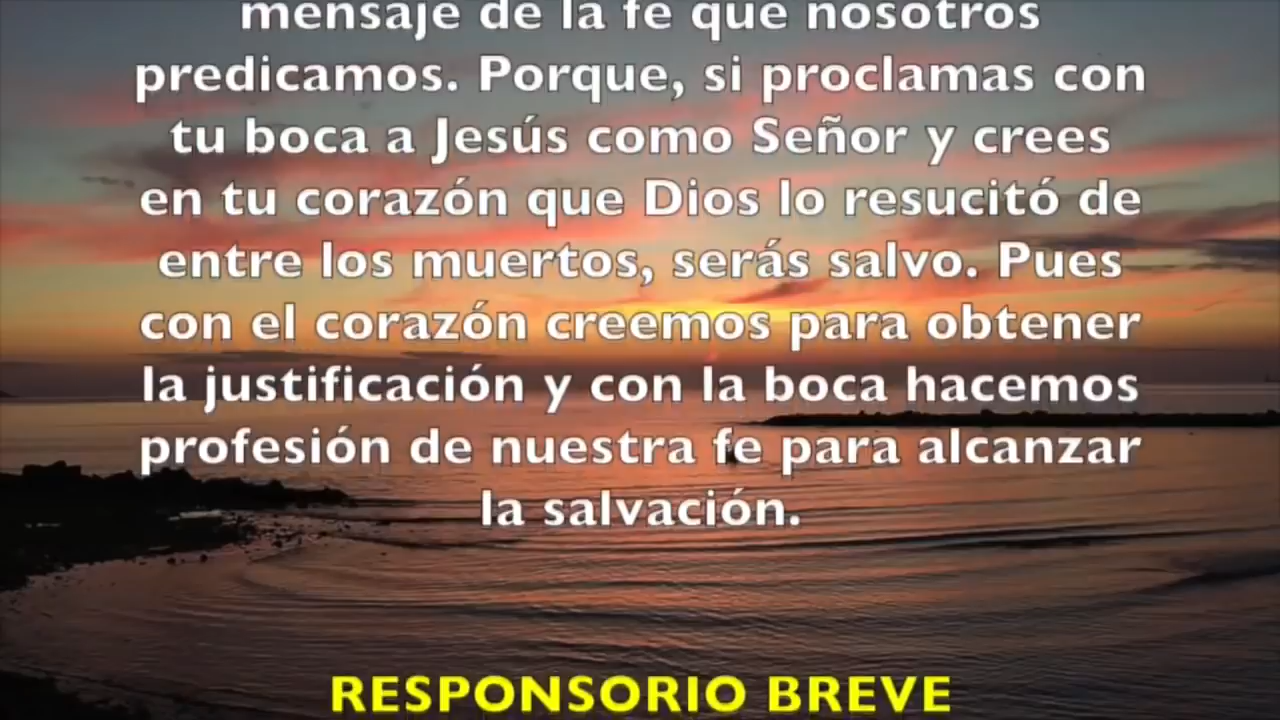 mensaje de la fe que nosotros
predicamos. Porque, si proclamas con
tu boca a Jesús como Señor y crees
en tu corazón que Dios lo resucitó de
entre los muertos, serás salvo. Pues
con el corazón creemos para obtener
la justificación y con la boca hacemos
profesión de nuestra fe para alcanzar
la salvación.
RESPONSORIO BREVE